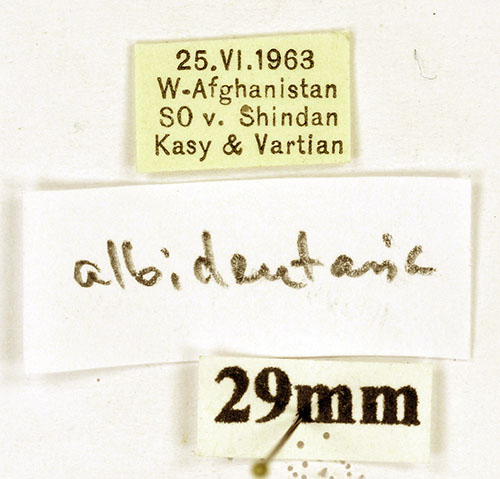 25.VI.1963
W-Afghanistan
SO v. Shindan
Kasy & Vartian
albidentaria
29mm